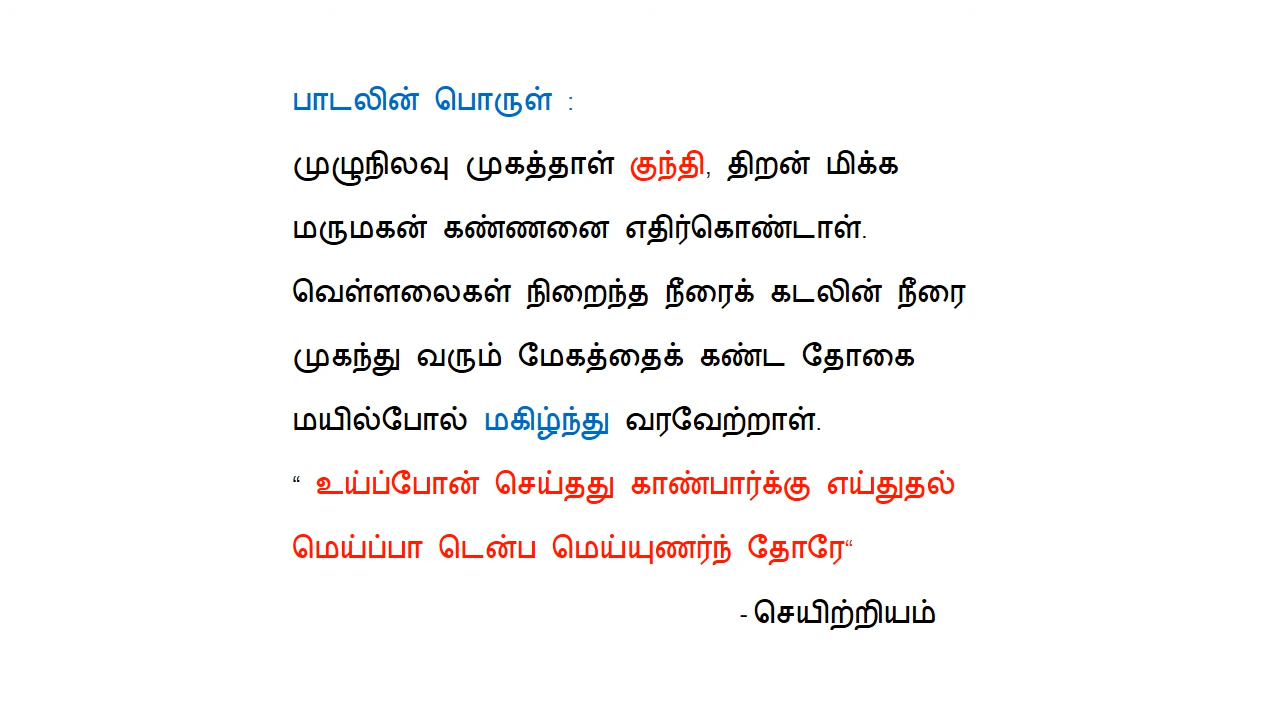 பாடலின் பொருள் :
முழுநிலவு முகத்தாள் குந்தி, திறன் மிக்க
மருமகன் கண்ணனை எதிர்கொண்டாள்.
வெள்ளலைகள் நிறைந்த நீரைக் கடலின் நீரை
முகந்து வரும் மேகத்தைக் கண்ட தோகை
மயில்போல் மகிழ்ந்து வரவேற்றாள்.
“ உய்ப்போன் செய்தது காண்பார்க்கு எய்துதல்
மெய்ப்பா டென்ப மெய்யுணர்ந் தோரே“
- செயிற்றியம்